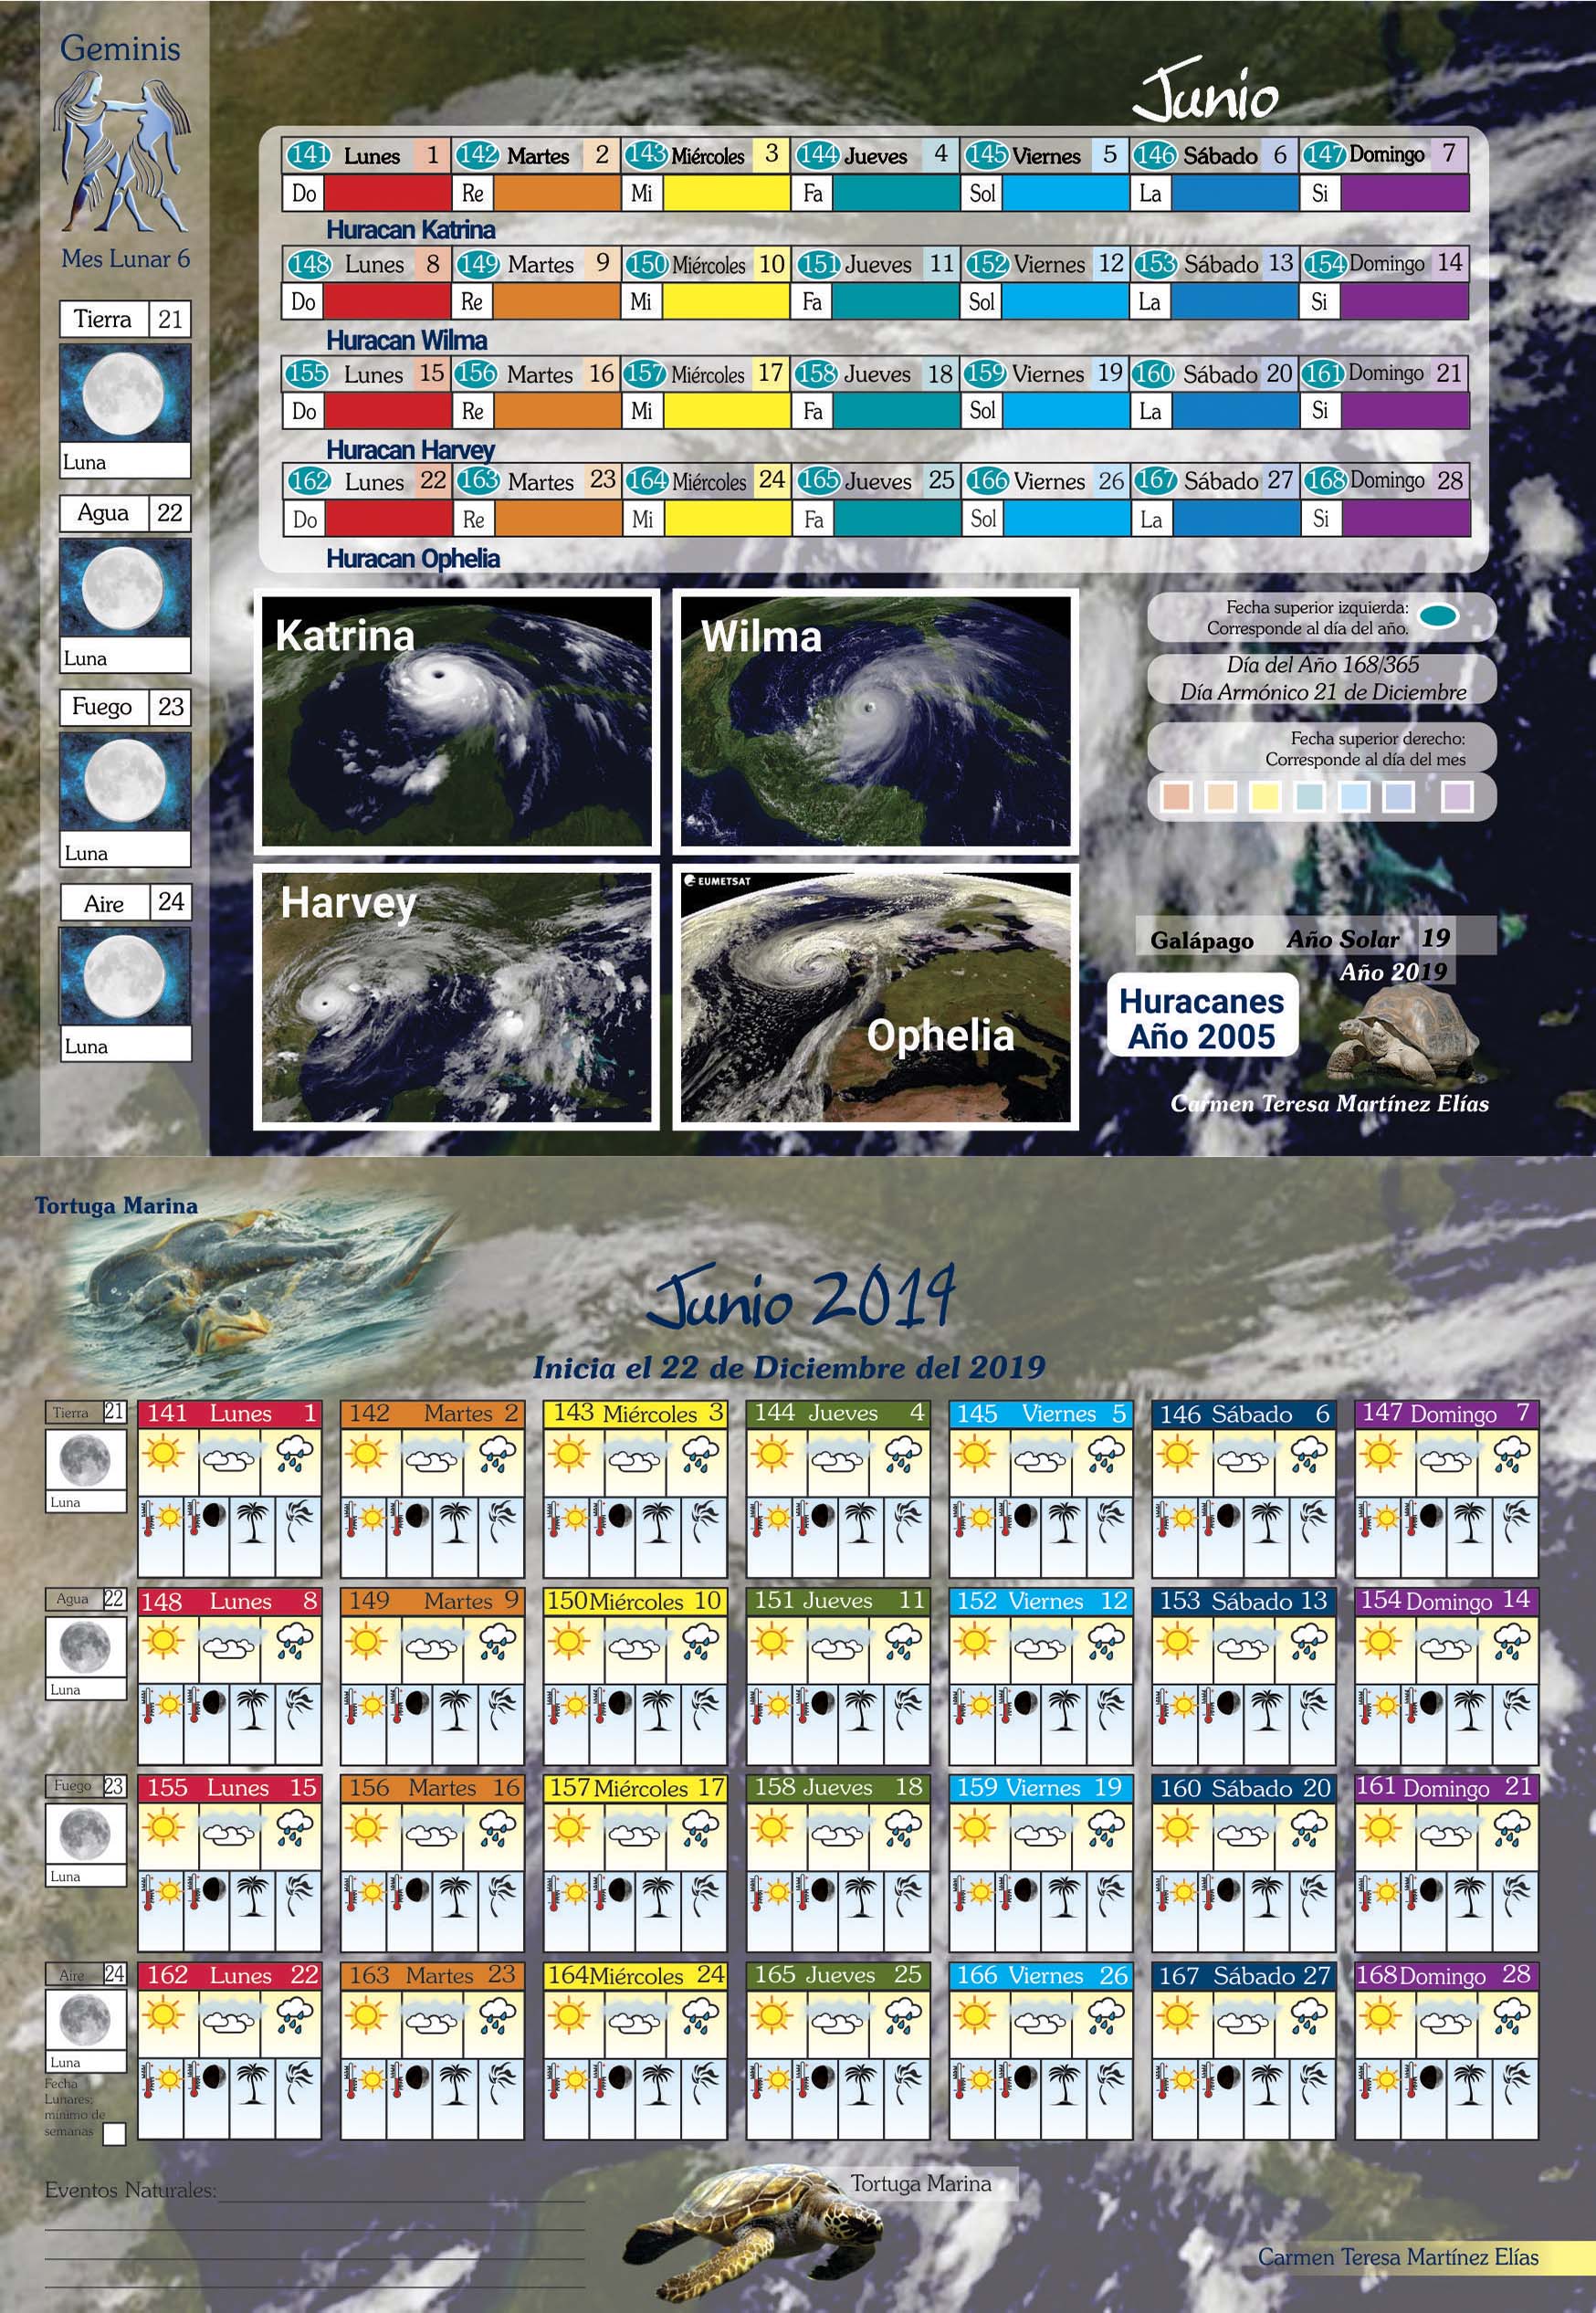 Geminis
Mes Lunar 6
Tierra 21
Luna
Agua 22
Luna
Fuego 23
Luna
Aire 24
Luna
Junio
141 Lunes 1 142 Martes 2 143 Miércoles 3 144 Jueves 4 145 Viernes 5 146 Sábado 6 147 Domingo 7
Do Re Mi Fa Sol La Si
Huracan Katrina
148 Lunes 8 149 Martes 9 150 Miércoles 10 151 Jueves 11 152 Viernes 12 153 Sábado 13 154 Domingo 14
Do Re Mi Fa Sol La Si
Huracan Wilma
155 Lunes 15 156 Martes 16 157 Miércoles 17 158 Jueves 18 159 Viernes 19 160 Sábado 20 161 Domingo 21
Do Re Mi Fa Sol La Si
Huracan Harvey
162 Lunes 22 163 Martes 23 164 Miércoles 24 165 Jueves 25 166 Viernes 26 167 Sábado 27 168 Domingo 28
Do Re Mi Fa Sol La Si
Huracan Ophelia
Katrina
Wilma
Harvey
EUMETSAT
Ophelia
Fecha superior izquierda:
Corresponde al día del año.
Día del Año 168/365
Día Armónico 21 de Diciembre
Fecha superior derecho:
Corresponde al día del mes
Galápago Año Solar 19
Año 2019
Huracanes
Año 2005
Carmen Teresa Martínez Elías
Tortuga Marina
Junio 2019
Inicia el 22 de Diciembre del 2019
Tierra 21 141 Lunes 1 142 Martes 2 143 Miércoles 3 144 Jueves 4 145 Viernes 5 146 Sábado 6 147 Domingo 7
Luna
Agua 22 148 Lunes 8 149 Martes 9 150 Miércoles 10 151 Jueves 11 152 Viernes 12 153 Sábado 13 154 Domingo 14
Luna
Fuego 23 155 Lunes 15 156 Martes 16 157 Miércoles 17 158 Jueves 18 159 Viernes 19 160 Sábado 20 161 Domingo 21
Luna
Aire 24 162 Lunes 22 163 Martes 23 164 Miércoles 24 165 Jueves 25 166 Viernes 26 167 Sábado 27 168 Domingo 28
Luna
Fecha
Lunares:
minimo de
semanas
Eventos Naturales:
Tortuga Marina
Carmen Teresa Martínez Elías